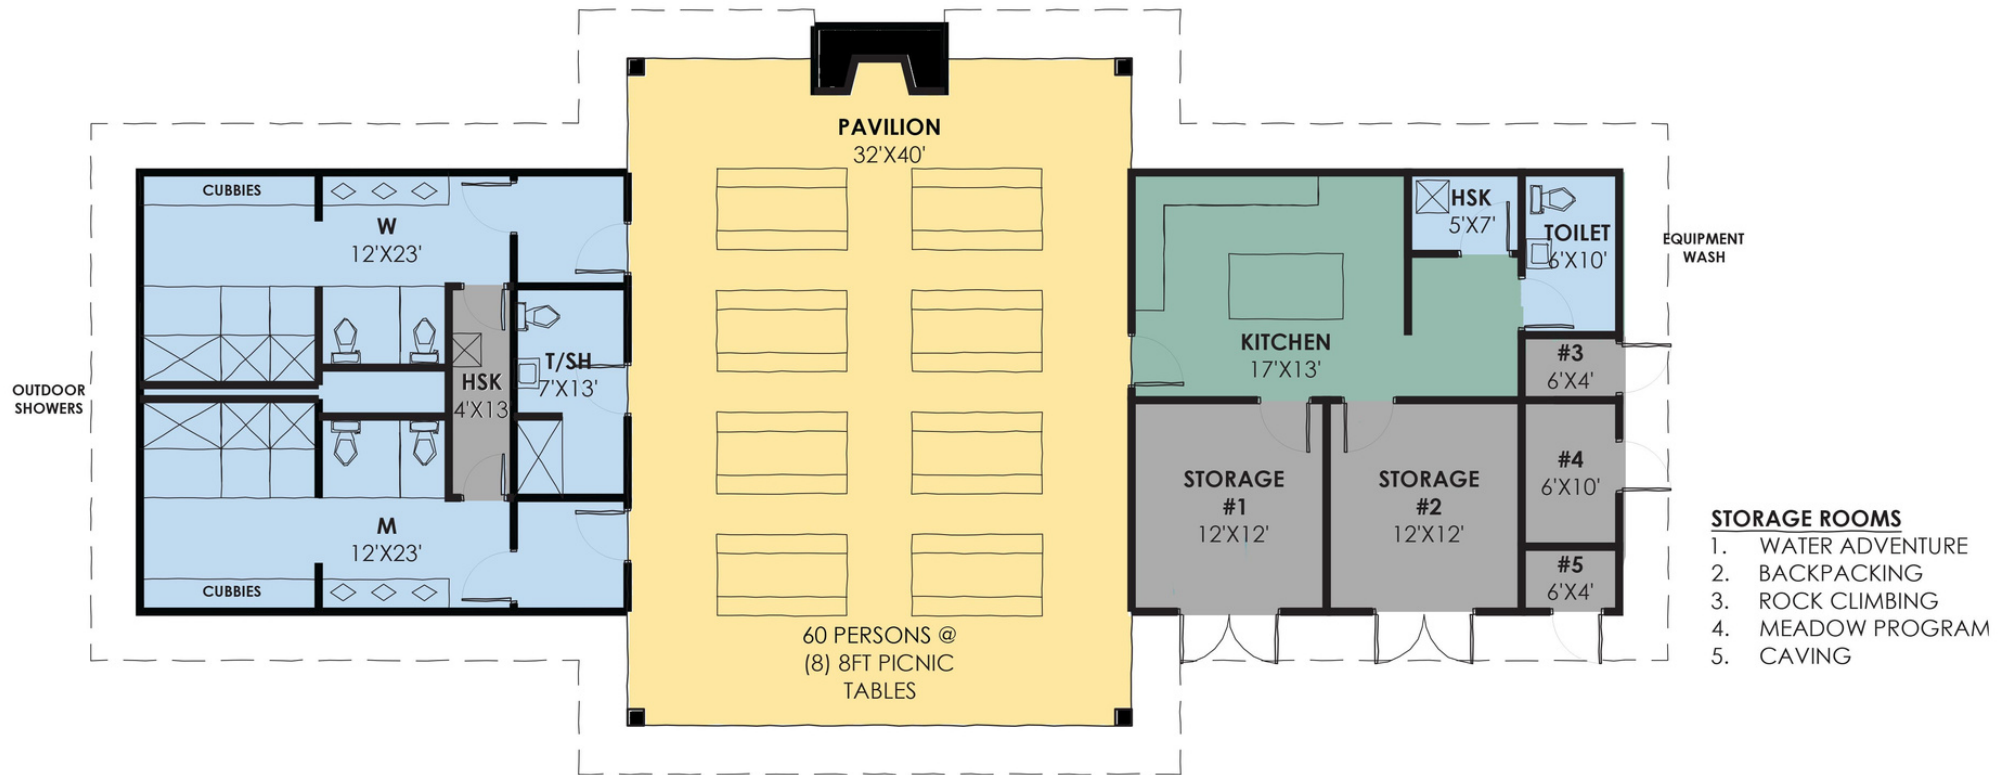 PAVILION
32'X40'
CUBBIES
W
12'X23'
HSK
5'X7'
TOILET
6'X10'
EQUIPMENT
WASH
KITCHEN
17'X13'
#3
6'X4'
T/SH
7'X13'
HSK
4'X13
OUTDOOR
SHOWERS
STORAGE
#1
12'X12'
STORAGE
#2
12'X12'
#4
6'X10'
M
12'X23'
CUBBIES
#5
6'X4'
60 PERSONS @
(8) 8FT PICNIC
TABLES
STORAGE ROOMS
1. WATER ADVENTURE
2. BACKPACKING
3. ROCK CLIMBING
4. MEADOW PROGRAM
5. CAVING